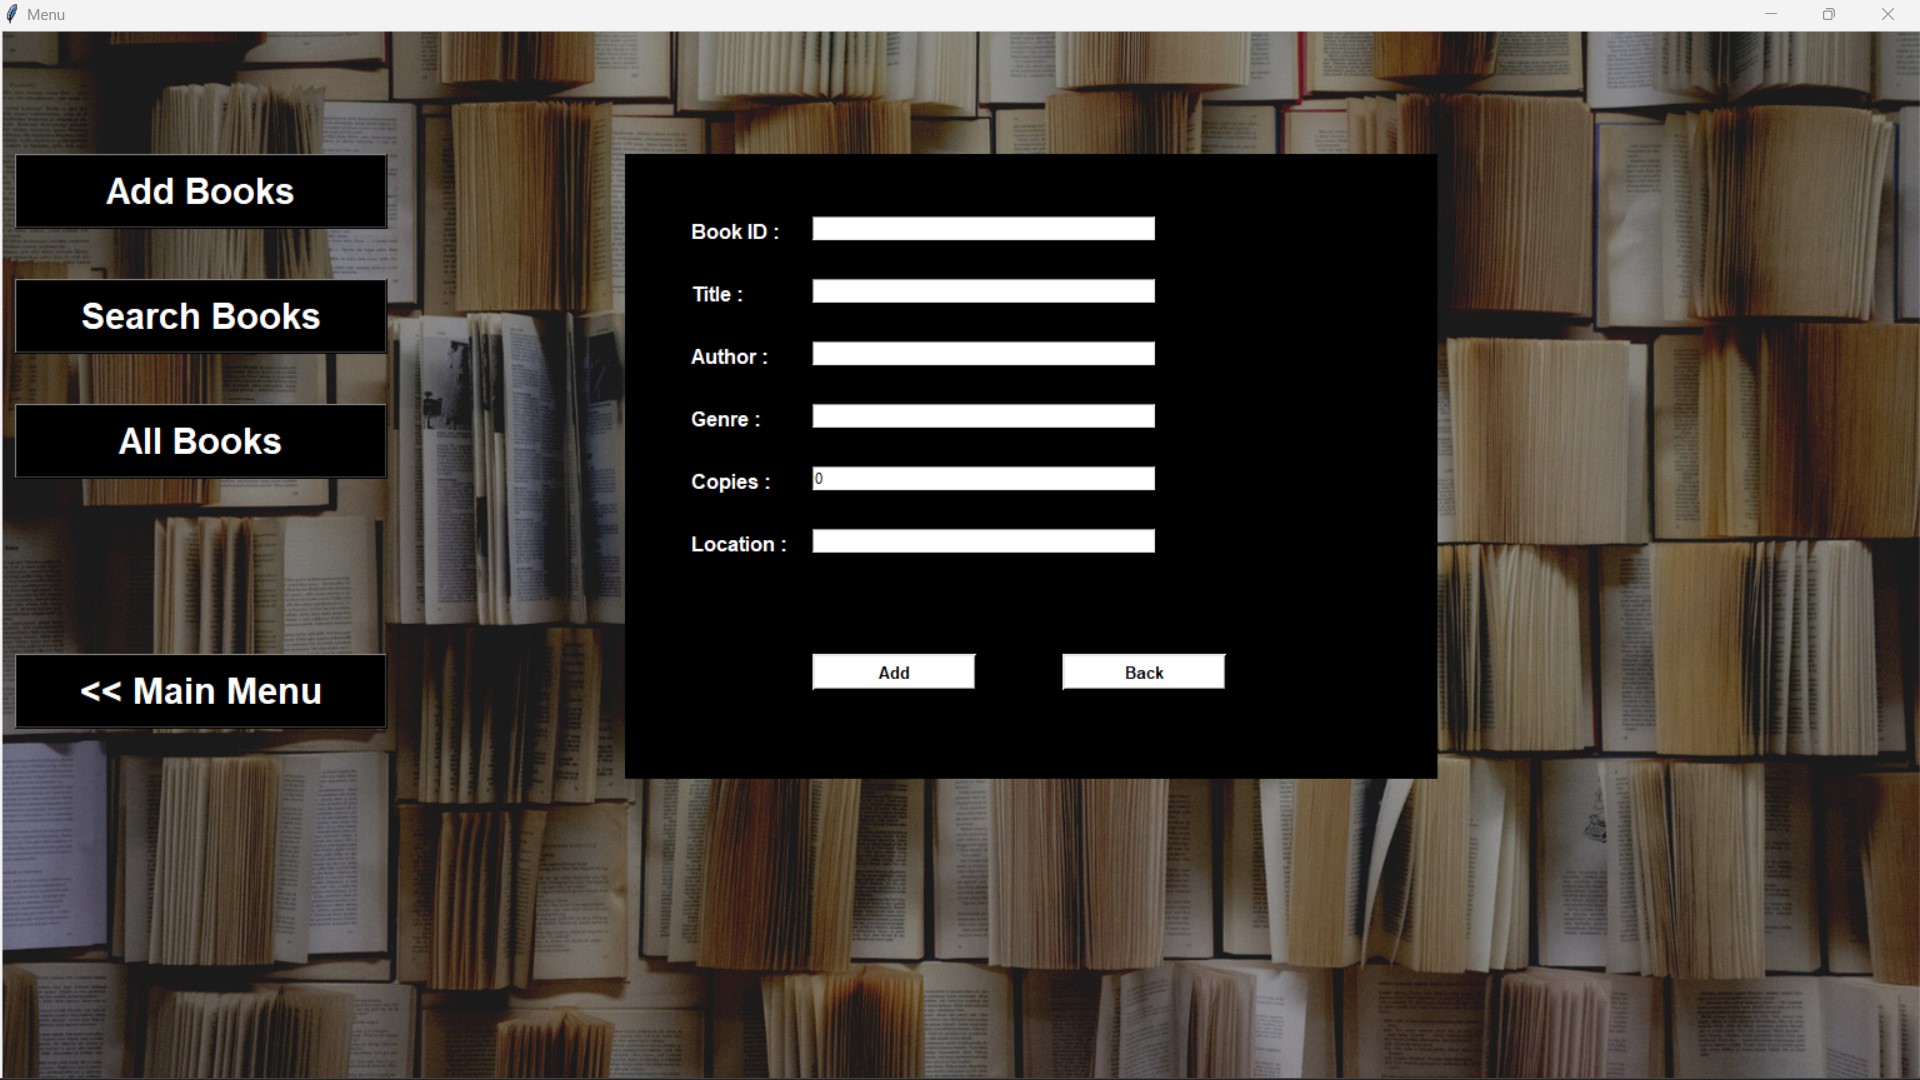 Menu
Add Books
Search Books
All Books
<< Main Menu
Book ID :
Title :
Author :
Genre :
Copies :
0
Location :
Add
Back